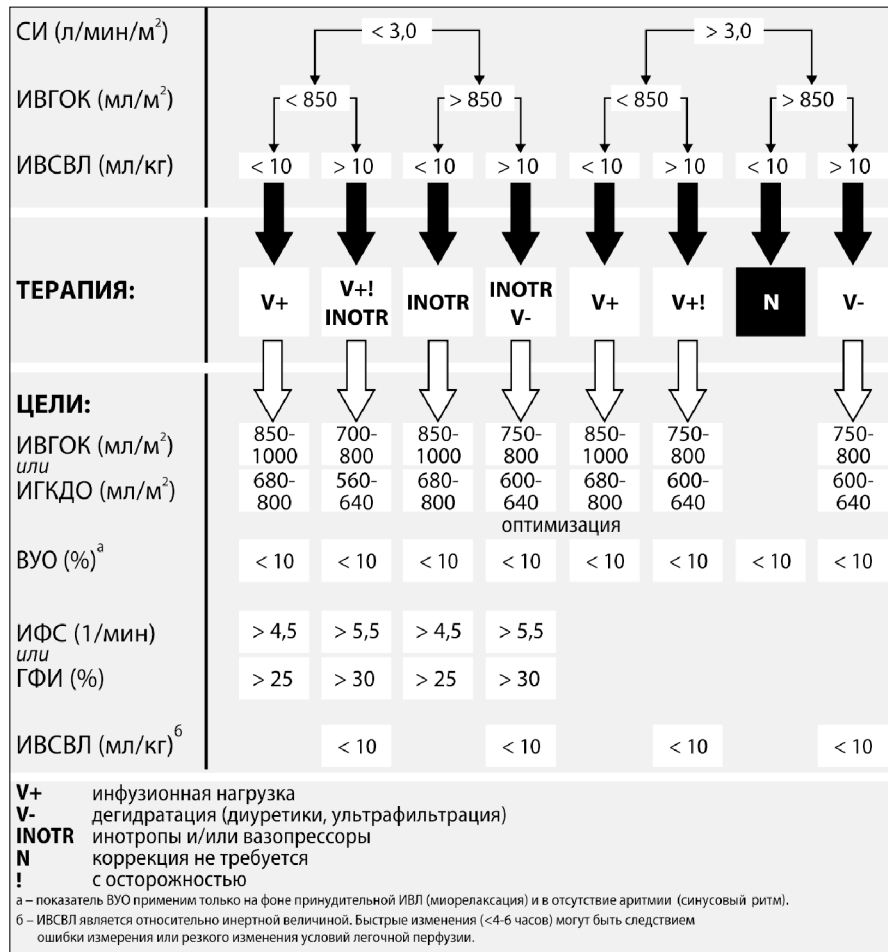 СИ (л/мин/м²) < 3,0 > 3,0
ИВГОК (мл/м²) < 850 > 850 < 850 > 850
ИВСВЛ (мл/кг) < 10 > 10 < 10 > 10 < 10 > 10 < 10 > 10
ТЕРАПИЯ: V+ V+! INOTR INOTR INOTR V- V+ V+! N V-
ЦЕЛИ:
ИВГОК (мл/м²) 850-1000 700-800 850-1000 750-800 850-1000 750-800 750-800
или
ИГКДО (мл/м²) 680-800 560-640 680-800 600-640 680-800 600-640 600-640
оптимизация
ВУО (%)а < 10 < 10 < 10 < 10 < 10 < 10 < 10 < 10
ИФС (1/мин) > 4,5 > 5,5 > 4,5 > 5,5
или
ГФИ (%) > 25 > 30 > 25 > 30
ИВСВЛ (мл/кг)б < 10 < 10 < 10 < 10
V+ инфузионная нагрузка
V- дегидратация (диуретики, ультрафильтрация)
INOTR инотропы и/или вазопрессоры
N коррекция не требуется
! с осторожностью
а – показатель ВУО применим только на фоне принудительной ИВЛ (миорелаксация) и в отсутствие аритмии (синусовый ритм).
б – ИВСВЛ является относительно инертной величиной. Быстрые изменения (<4-6 часов) могут быть следствием
ошибки измерения или резкого изменения условий легочной перфузии.